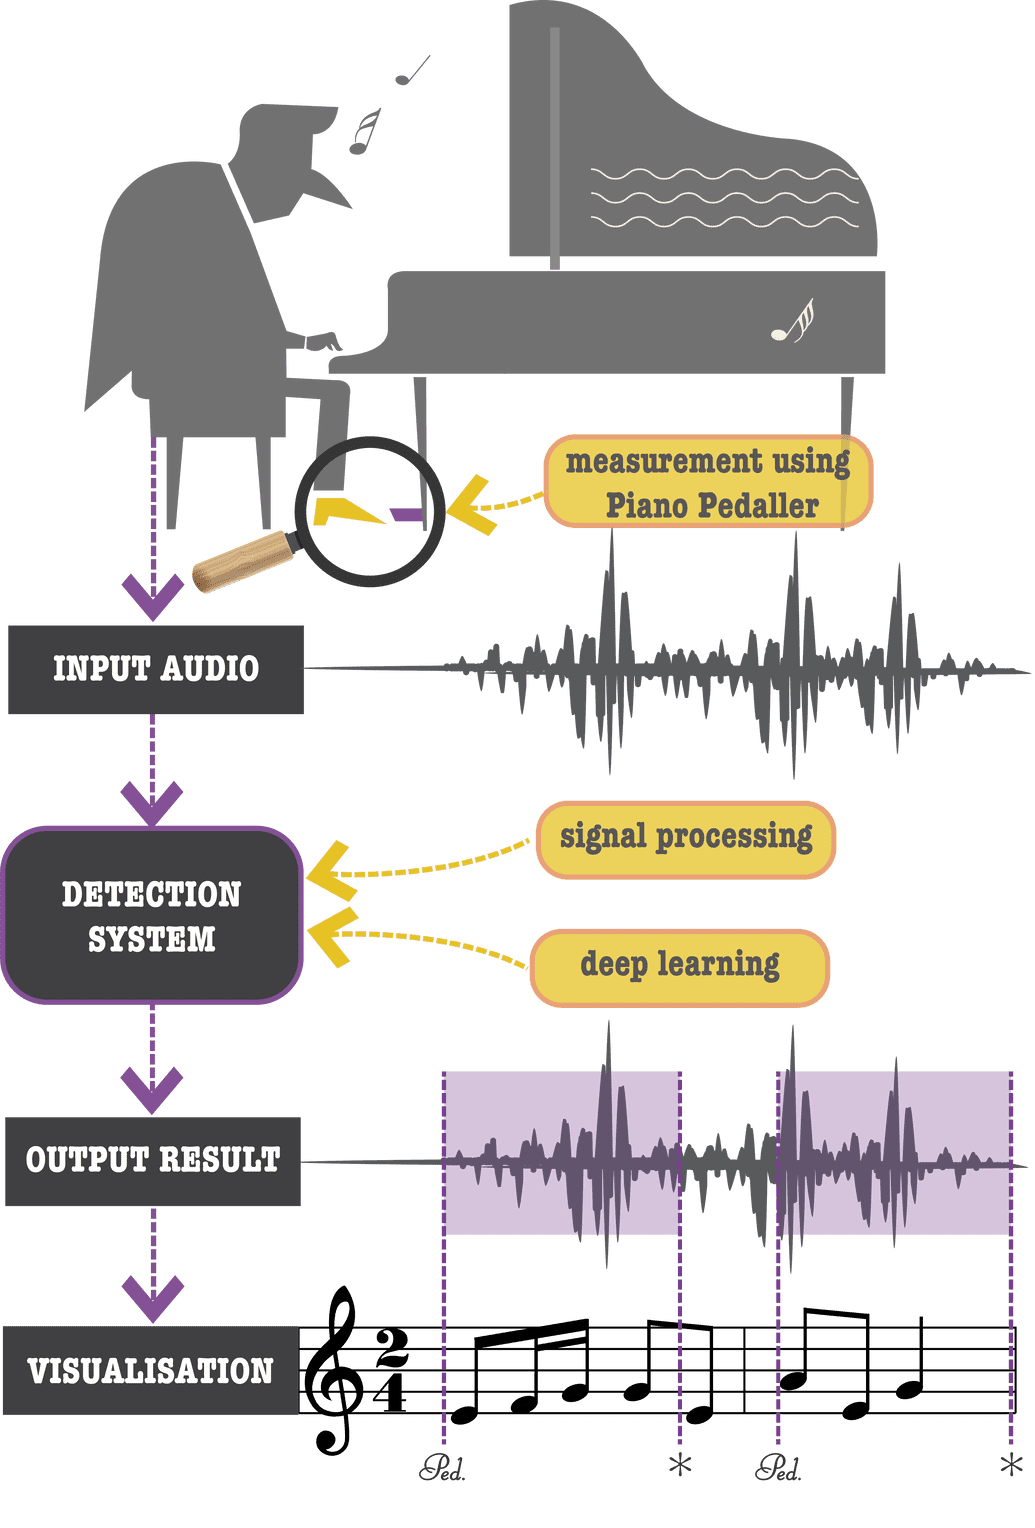 measurement using
Piano Pedaller
INPUT AUDIO
signal processing
DETECTION
SYSTEM
deep learning
OUTPUT RESULT
VISUALISATION
2
4
Ped. * Ped. *